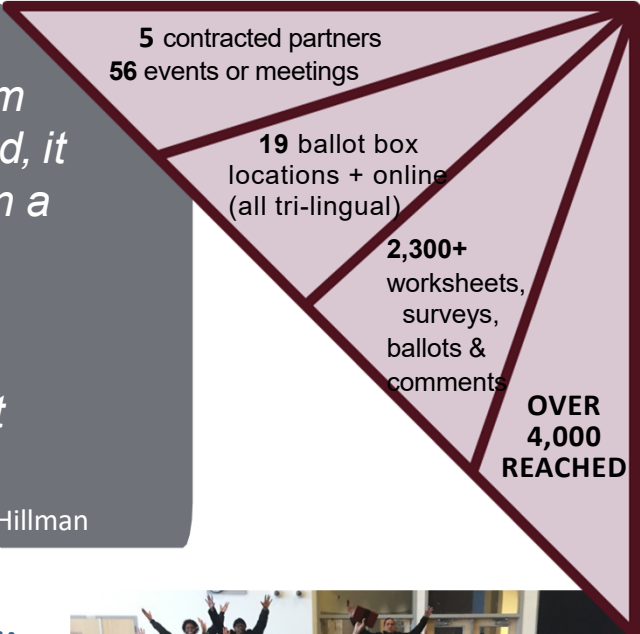 5 contracted partners
56 events or meetings
19 ballot box
locations + online
(all tri-lingual)
2,300+
worksheets,
surveys,
ballots &
comments
OVER
4,000
REACHED
d, it
a
Hillman